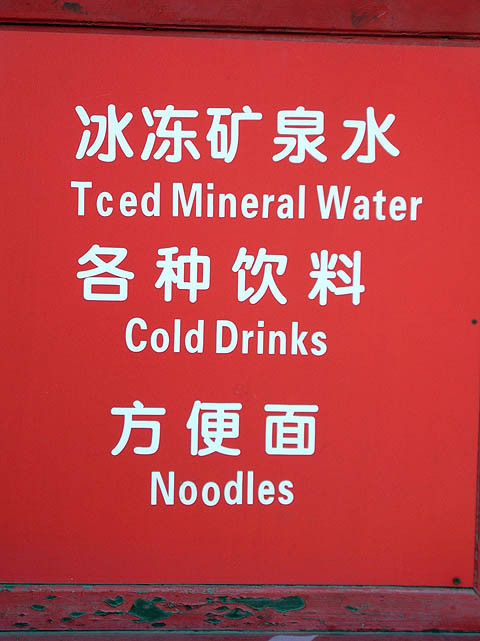 冰冻矿泉水
Tced Mineral Water
各种饮料
Cold Drinks
方便面
Noodles